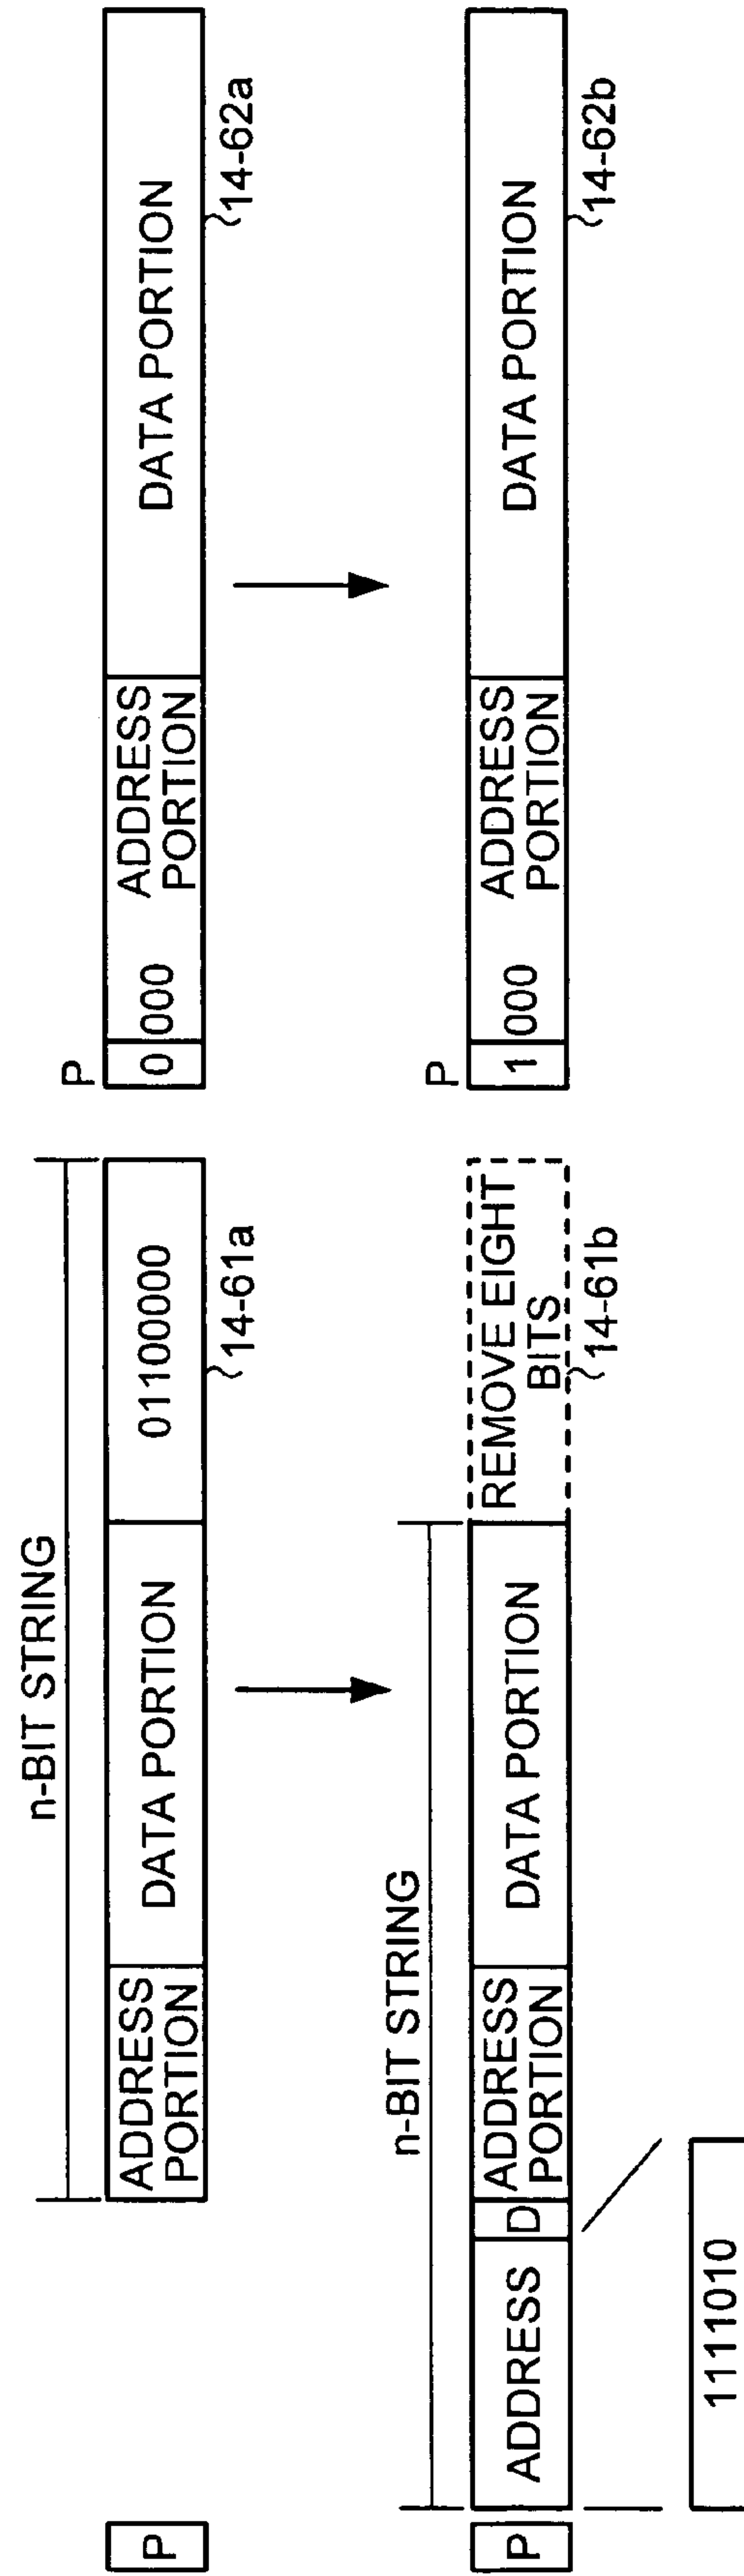 n-BIT STRING
P
ADDRESS
PORTION
DATA PORTION
01100000
14-61a
P
0
000
ADDRESS
PORTION
DATA PORTION
14-62a
n-BIT STRING
P
ADDRESS
D
ADDRESS
PORTION
DATA PORTION
REMOVE EIGHT
BITS
14-61b
1111010
P
1
000
ADDRESS
PORTION
DATA PORTION
14-62b